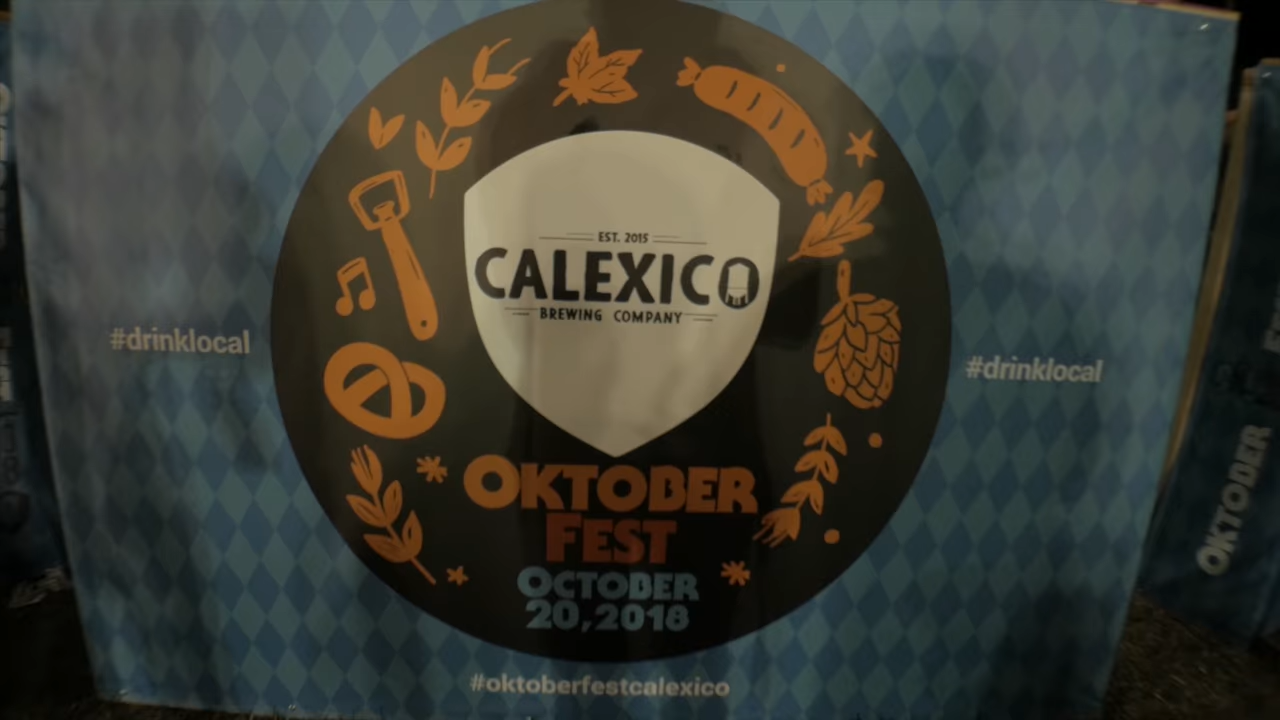 EST. 2015
CALEXICO
BREWING COMPANY
#drinklocal
#drinklocal
OKTOBER
FEST
OCTOBER
20, 2018
#oktoberfestcalexico
OKTOBER